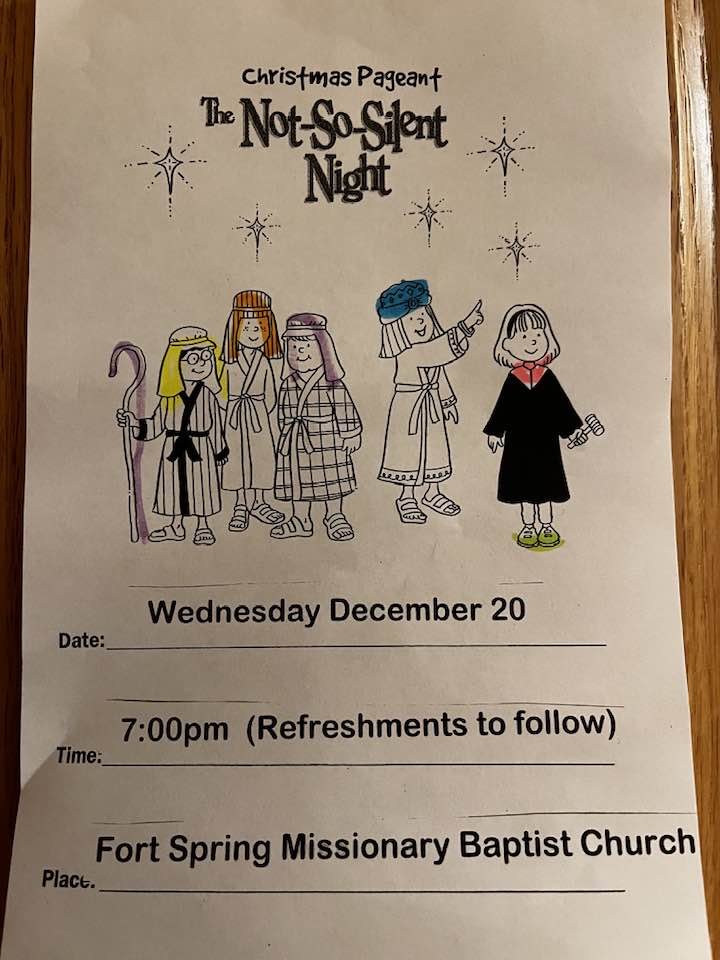 Christmas Pageant
The Not-So-Silent
Night
Wednesday December 20
Date:
7:00pm (Refreshments to follow)
Time:
Fort Spring Missionary Baptist Church
Place.